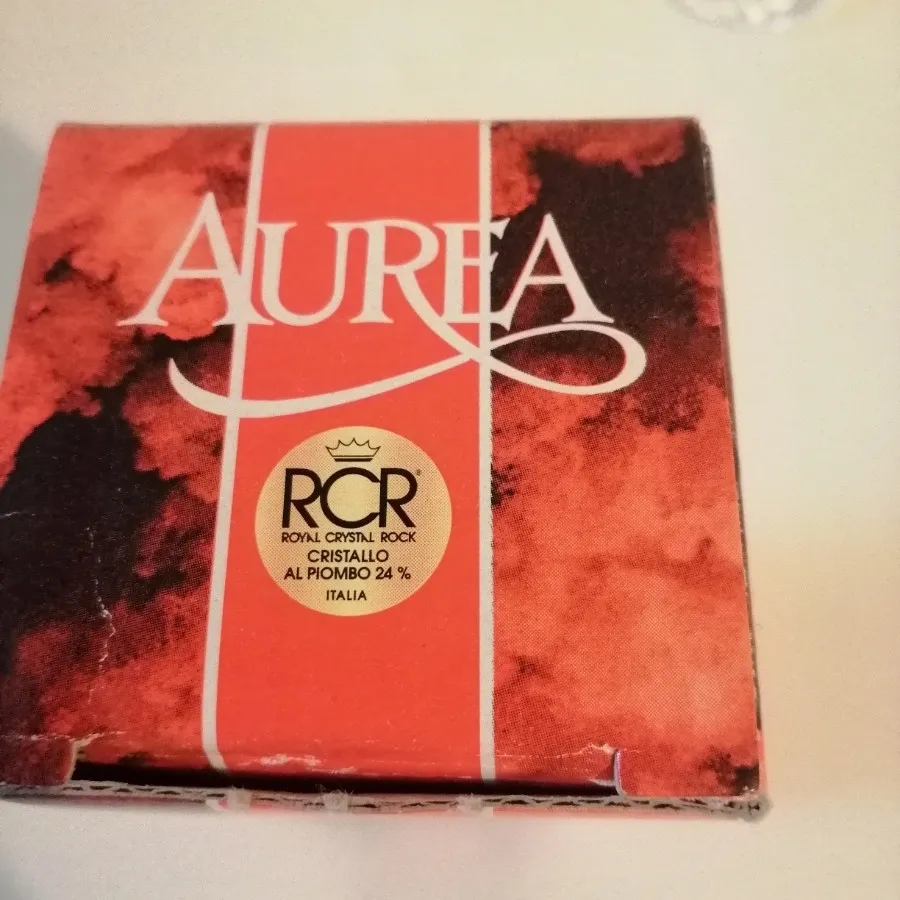 AUREA
RCR®
ROYAL CRYSTAL ROCK
CRISTALLO
AL PIOMBO 24 %
ITALIA